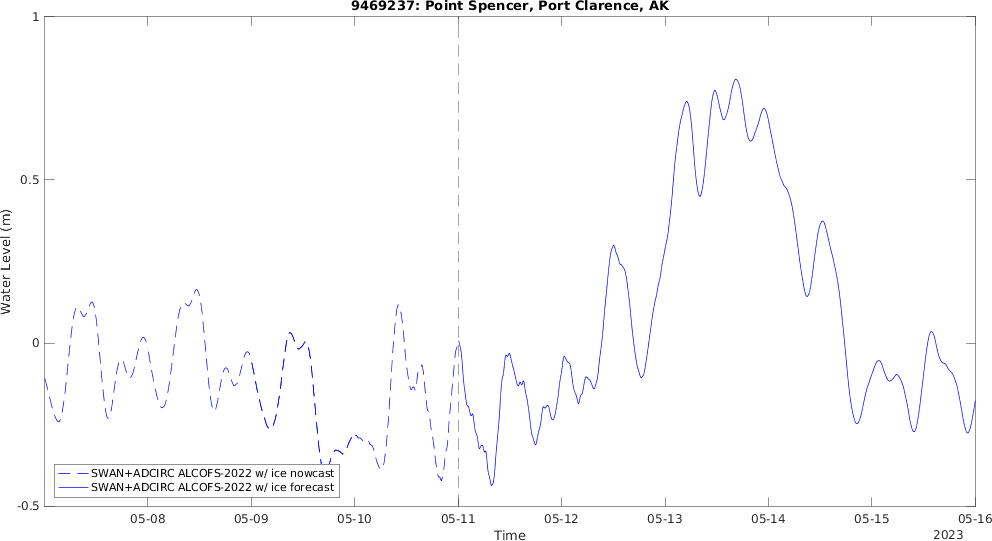 9469237: Point Spencer, Port Clarence, AK
1
0.5
0
-0.5
Water Level (m)
SWAN+ADCIRC ALCOFS-2022 w/ ice nowcast
SWAN+ADCIRC ALCOFS-2022 w/ ice forecast
05-08 05-09 05-10 05-11 05-12 05-13 05-14 05-15 05-16
Time
2023